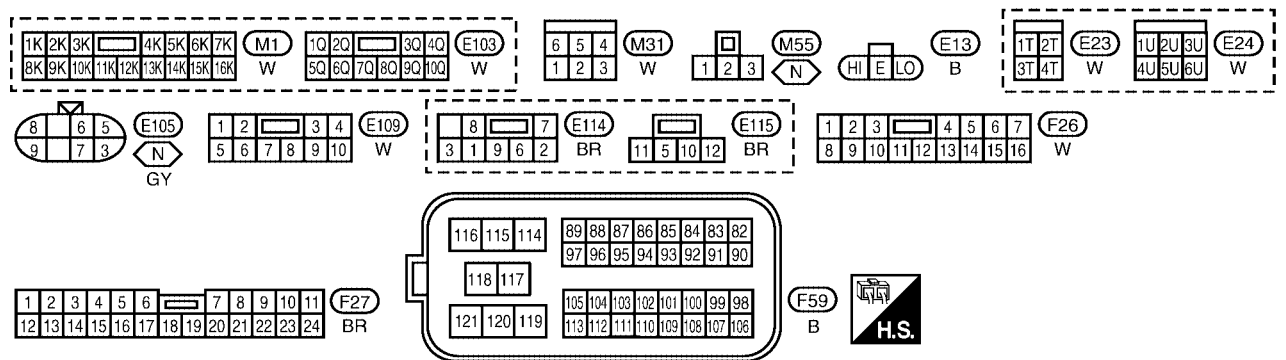 1K 2K 3K 4K 5K 6K 7K
8K 9K 10K 11K 12K 13K 14K 15K 16K
M1
W
1Q 2Q 3Q 4Q
5Q 6Q 7Q 8Q 9Q 10Q
E103
W
6 5 4
1 2 3
M31
W
1 2 3
M55
N
HI E LO
E13
B
1T 2T
3T 4T
E23
W
1U 2U 3U
4U 5U 6U
E24
W
8 6 5
9 7 3
E105
N
GY
1 2 3 4
5 6 7 8 9 10
E109
W
8 7
3 1 9 6 2
E114
BR
11 5 10 12
E115
BR
1 2 3 4 5 6 7
8 9 10 11 12 13 14 15 16
F26
W
1 2 3 4 5 6 7 8 9 10 11
12 13 14 15 16 17 18 19 20 21 22 23 24
F27
BR
116 115 114
118 117
121 120 119
89 88 87 86 85 84 83 82
97 96 95 94 93 92 91 90
105 104 103 102 101 100 99 98
113 112 111 110 109 108 107 106
F59
B
H.S.